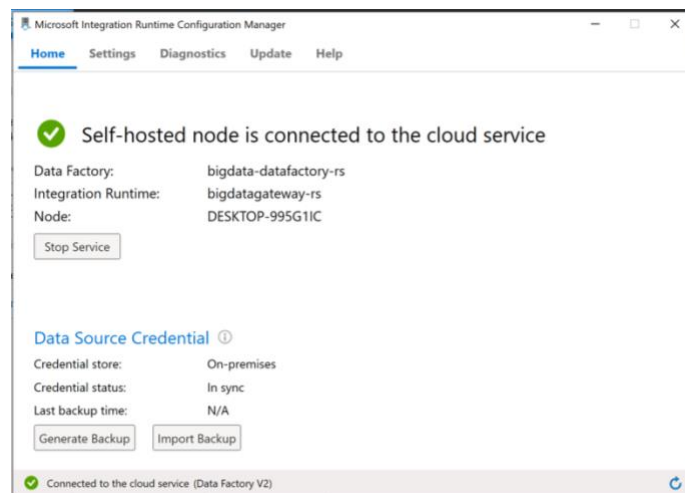 Microsoft Integration Runtime Configuration Manager
Home Settings Diagnostics Update Help
Self-hosted node is connected to the cloud service
Data Factory: bigdata-datafactory-rs
Integration Runtime: bigdatagateway-rs
Node: DESKTOP-995G1IC
Stop Service
Data Source Credential
Credential store: On-premises
Credential status: In sync
Last backup time: N/A
Generate Backup Import Backup
Connected to the cloud service (Data Factory V2)